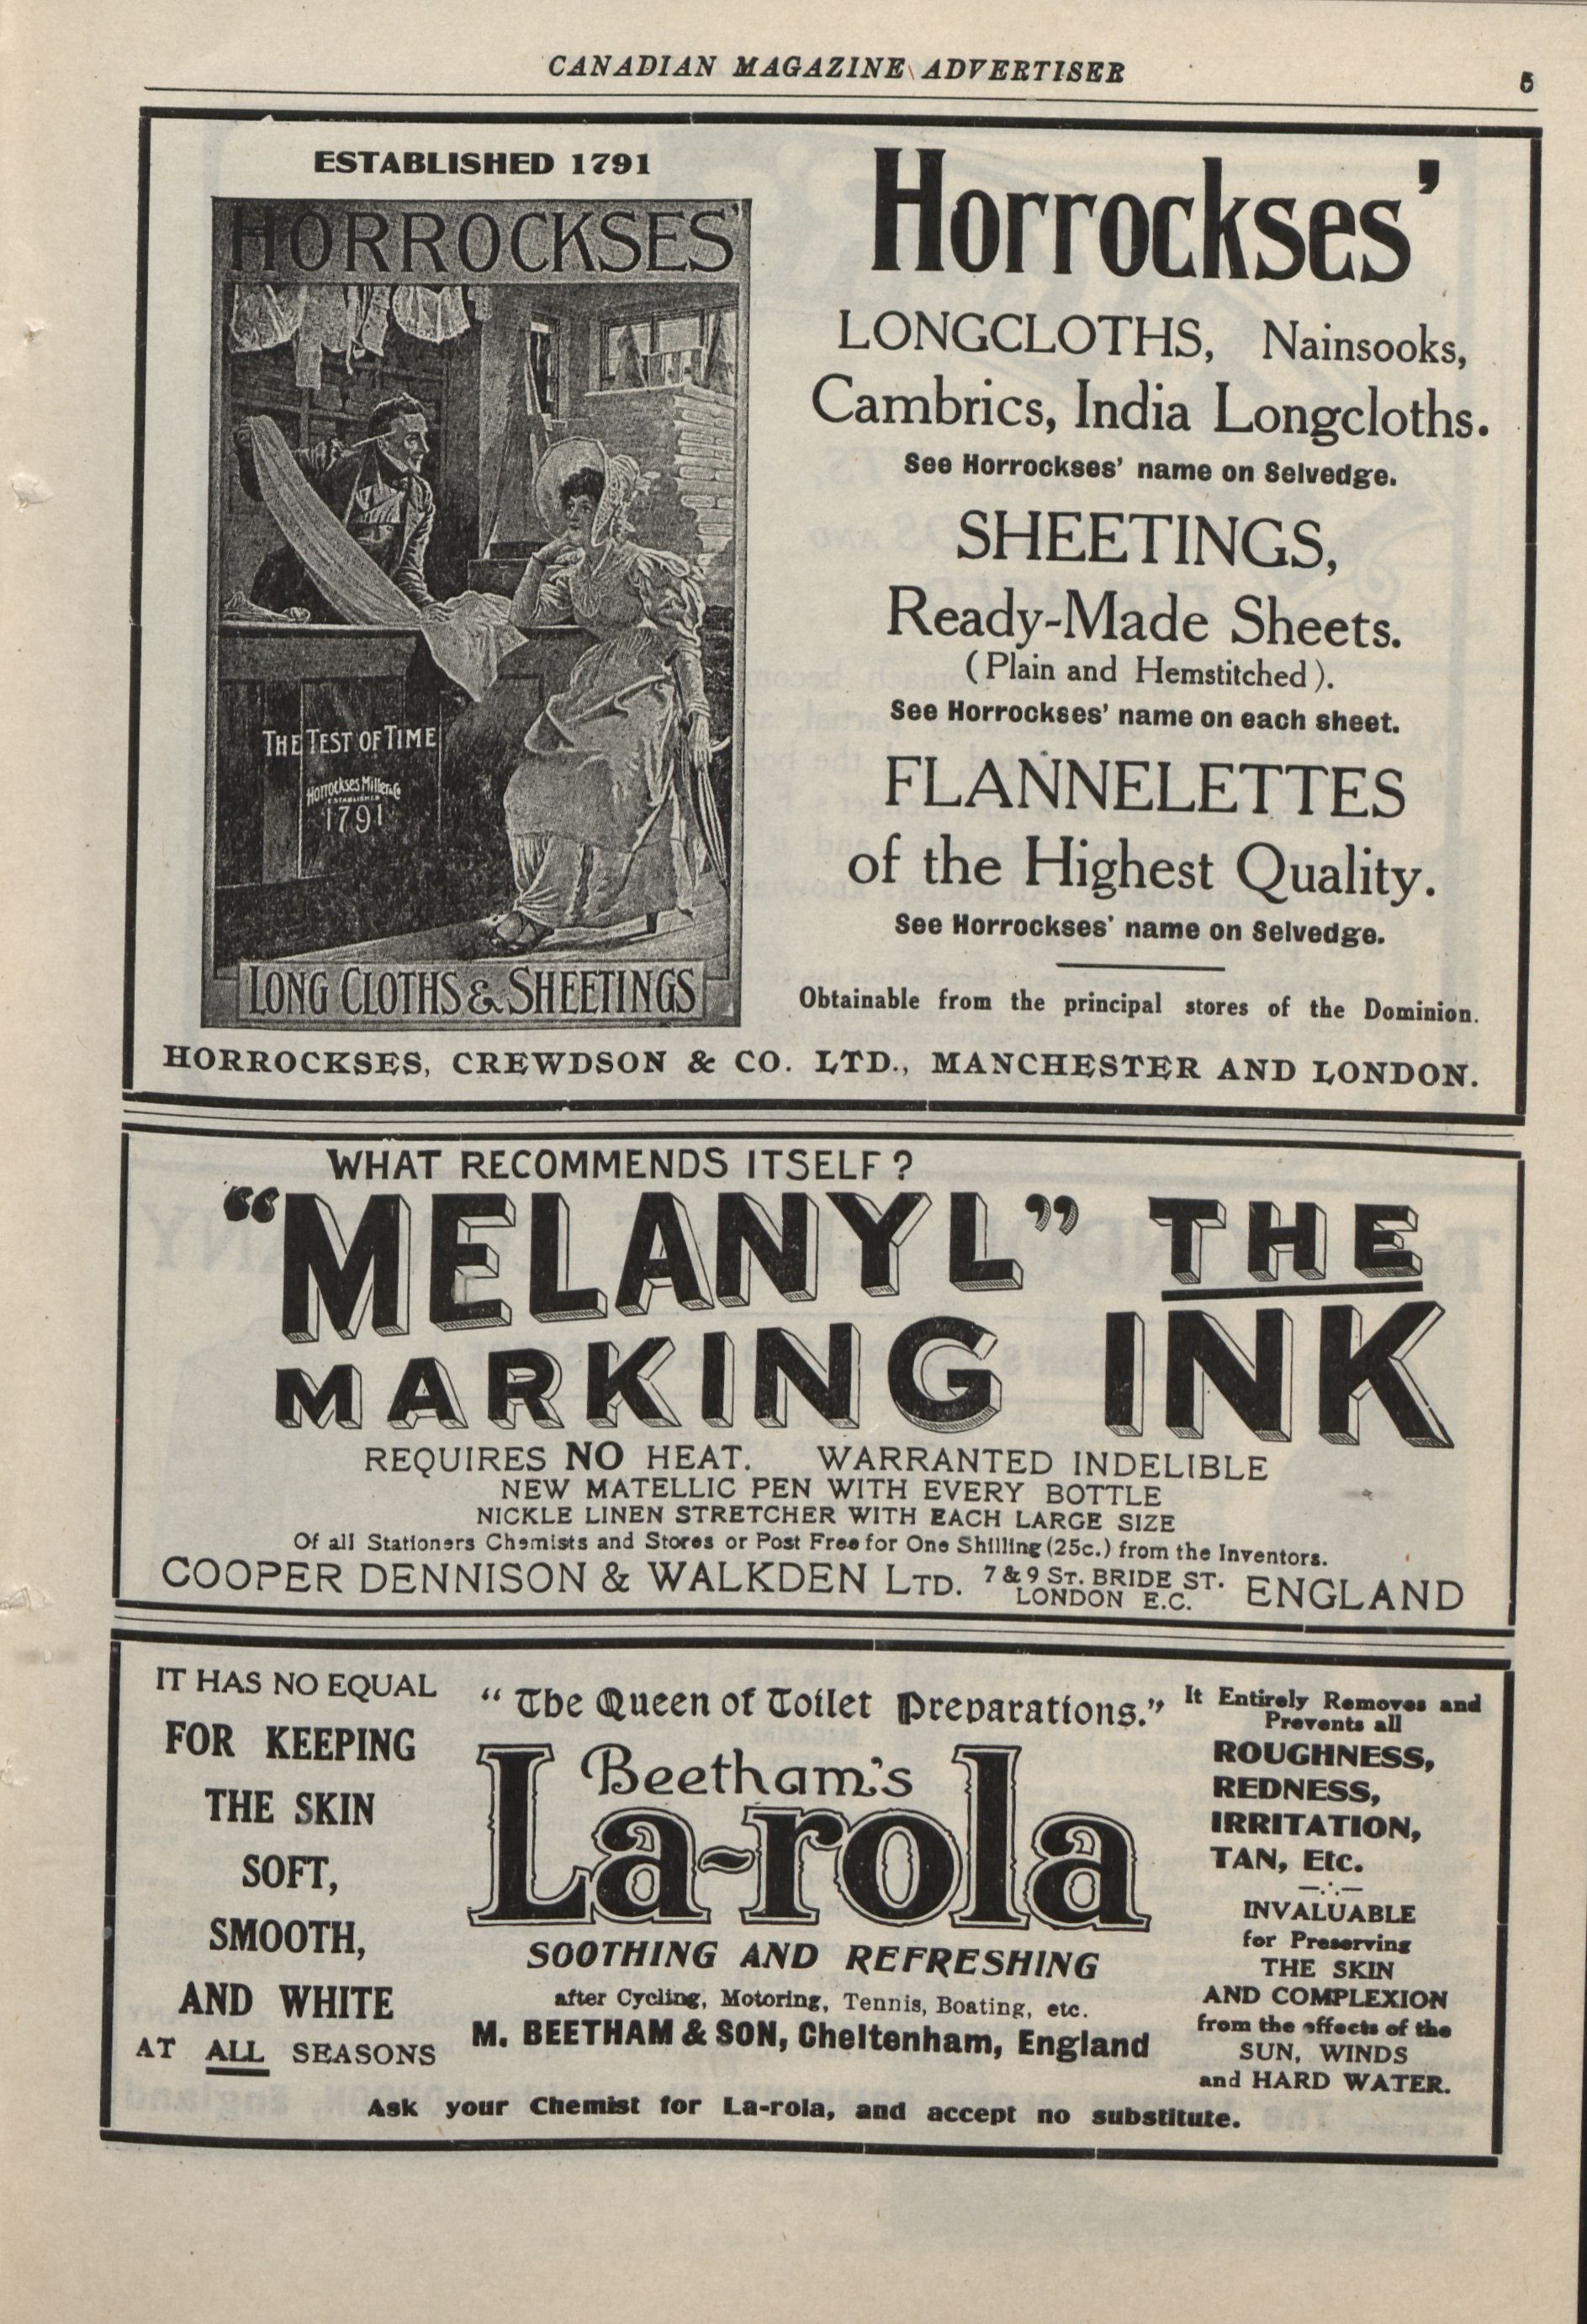 CANADIAN MAGAZINE ADVERTISER
5
ESTABLISHED 1791
HORROCKSES'
THE TEST OF TIME
Horrockses Miller & Co
ESTABLISHED
1791
LONG CLOTHS & SHEETINGS
Horrockses'
LONGCLOTHS, Nainsooks,
Cambrics, India Longcloths.
See Horrockses' name on Selvedge.
SHEETINGS,
Ready-Made Sheets.
(Plain and Hemstitched).
See Horrockses' name on each sheet.
FLANNELETTES
of the Highest Quality.
See Horrockses' name on Selvedge.
Obtainable from the principal stores of the Dominion.
HORROCKSES, CREWDSON & CO. LTD., MANCHESTER AND LONDON.
WHAT RECOMMENDS ITSELF?
"MELANYL" THE
MARKING INK
REQUIRES NO HEAT. WARRANTED INDELIBLE
NEW MATELLIC PEN WITH EVERY BOTTLE
NICKLE LINEN STRETCHER WITH EACH LARGE SIZE
Of all Stationers Chemists and Stores or Post Free for One Shilling (25c.) from the Inventors.
COOPER DENNISON & WALKDEN LTD. 7 & 9 ST. BRIDE ST. LONDON E.C. ENGLAND
IT HAS NO EQUAL
FOR KEEPING
THE SKIN
SOFT,
SMOOTH,
AND WHITE
AT ALL SEASONS
"The Queen of Toilet Preparations."
Beetham's
La-rola
SOOTHING AND REFRESHING
after Cycling, Motoring, Tennis, Boating, etc.
M. BEETHAM & SON, Cheltenham, England
It Entirely Removes and
Prevents all
ROUGHNESS,
REDNESS,
IRRITATION,
TAN, Etc.
INVALUABLE
for Preserving
THE SKIN
AND COMPLEXION
from the effects of the
SUN, WINDS
and HARD WATER.
Ask your Chemist for La-rola, and accept no substitute.